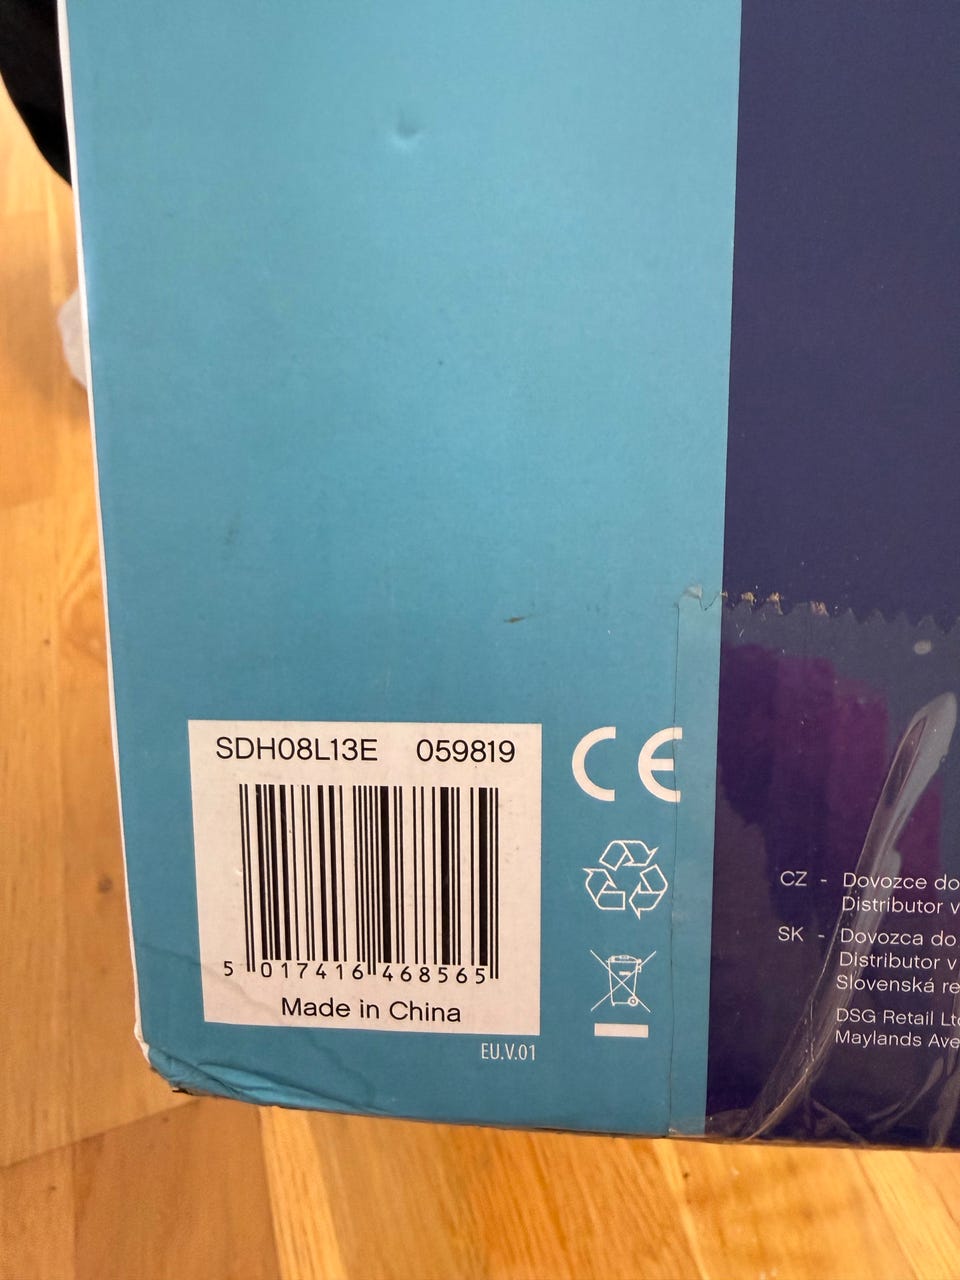 SDH08L13E 059819
5 017416 468565
Made in China
EU.V.01
CE
CZ - Dovozce do
Distributor v
SK - Dovozca do
Distributor v
Slovenská re
DSG Retail Ltd
Maylands Ave